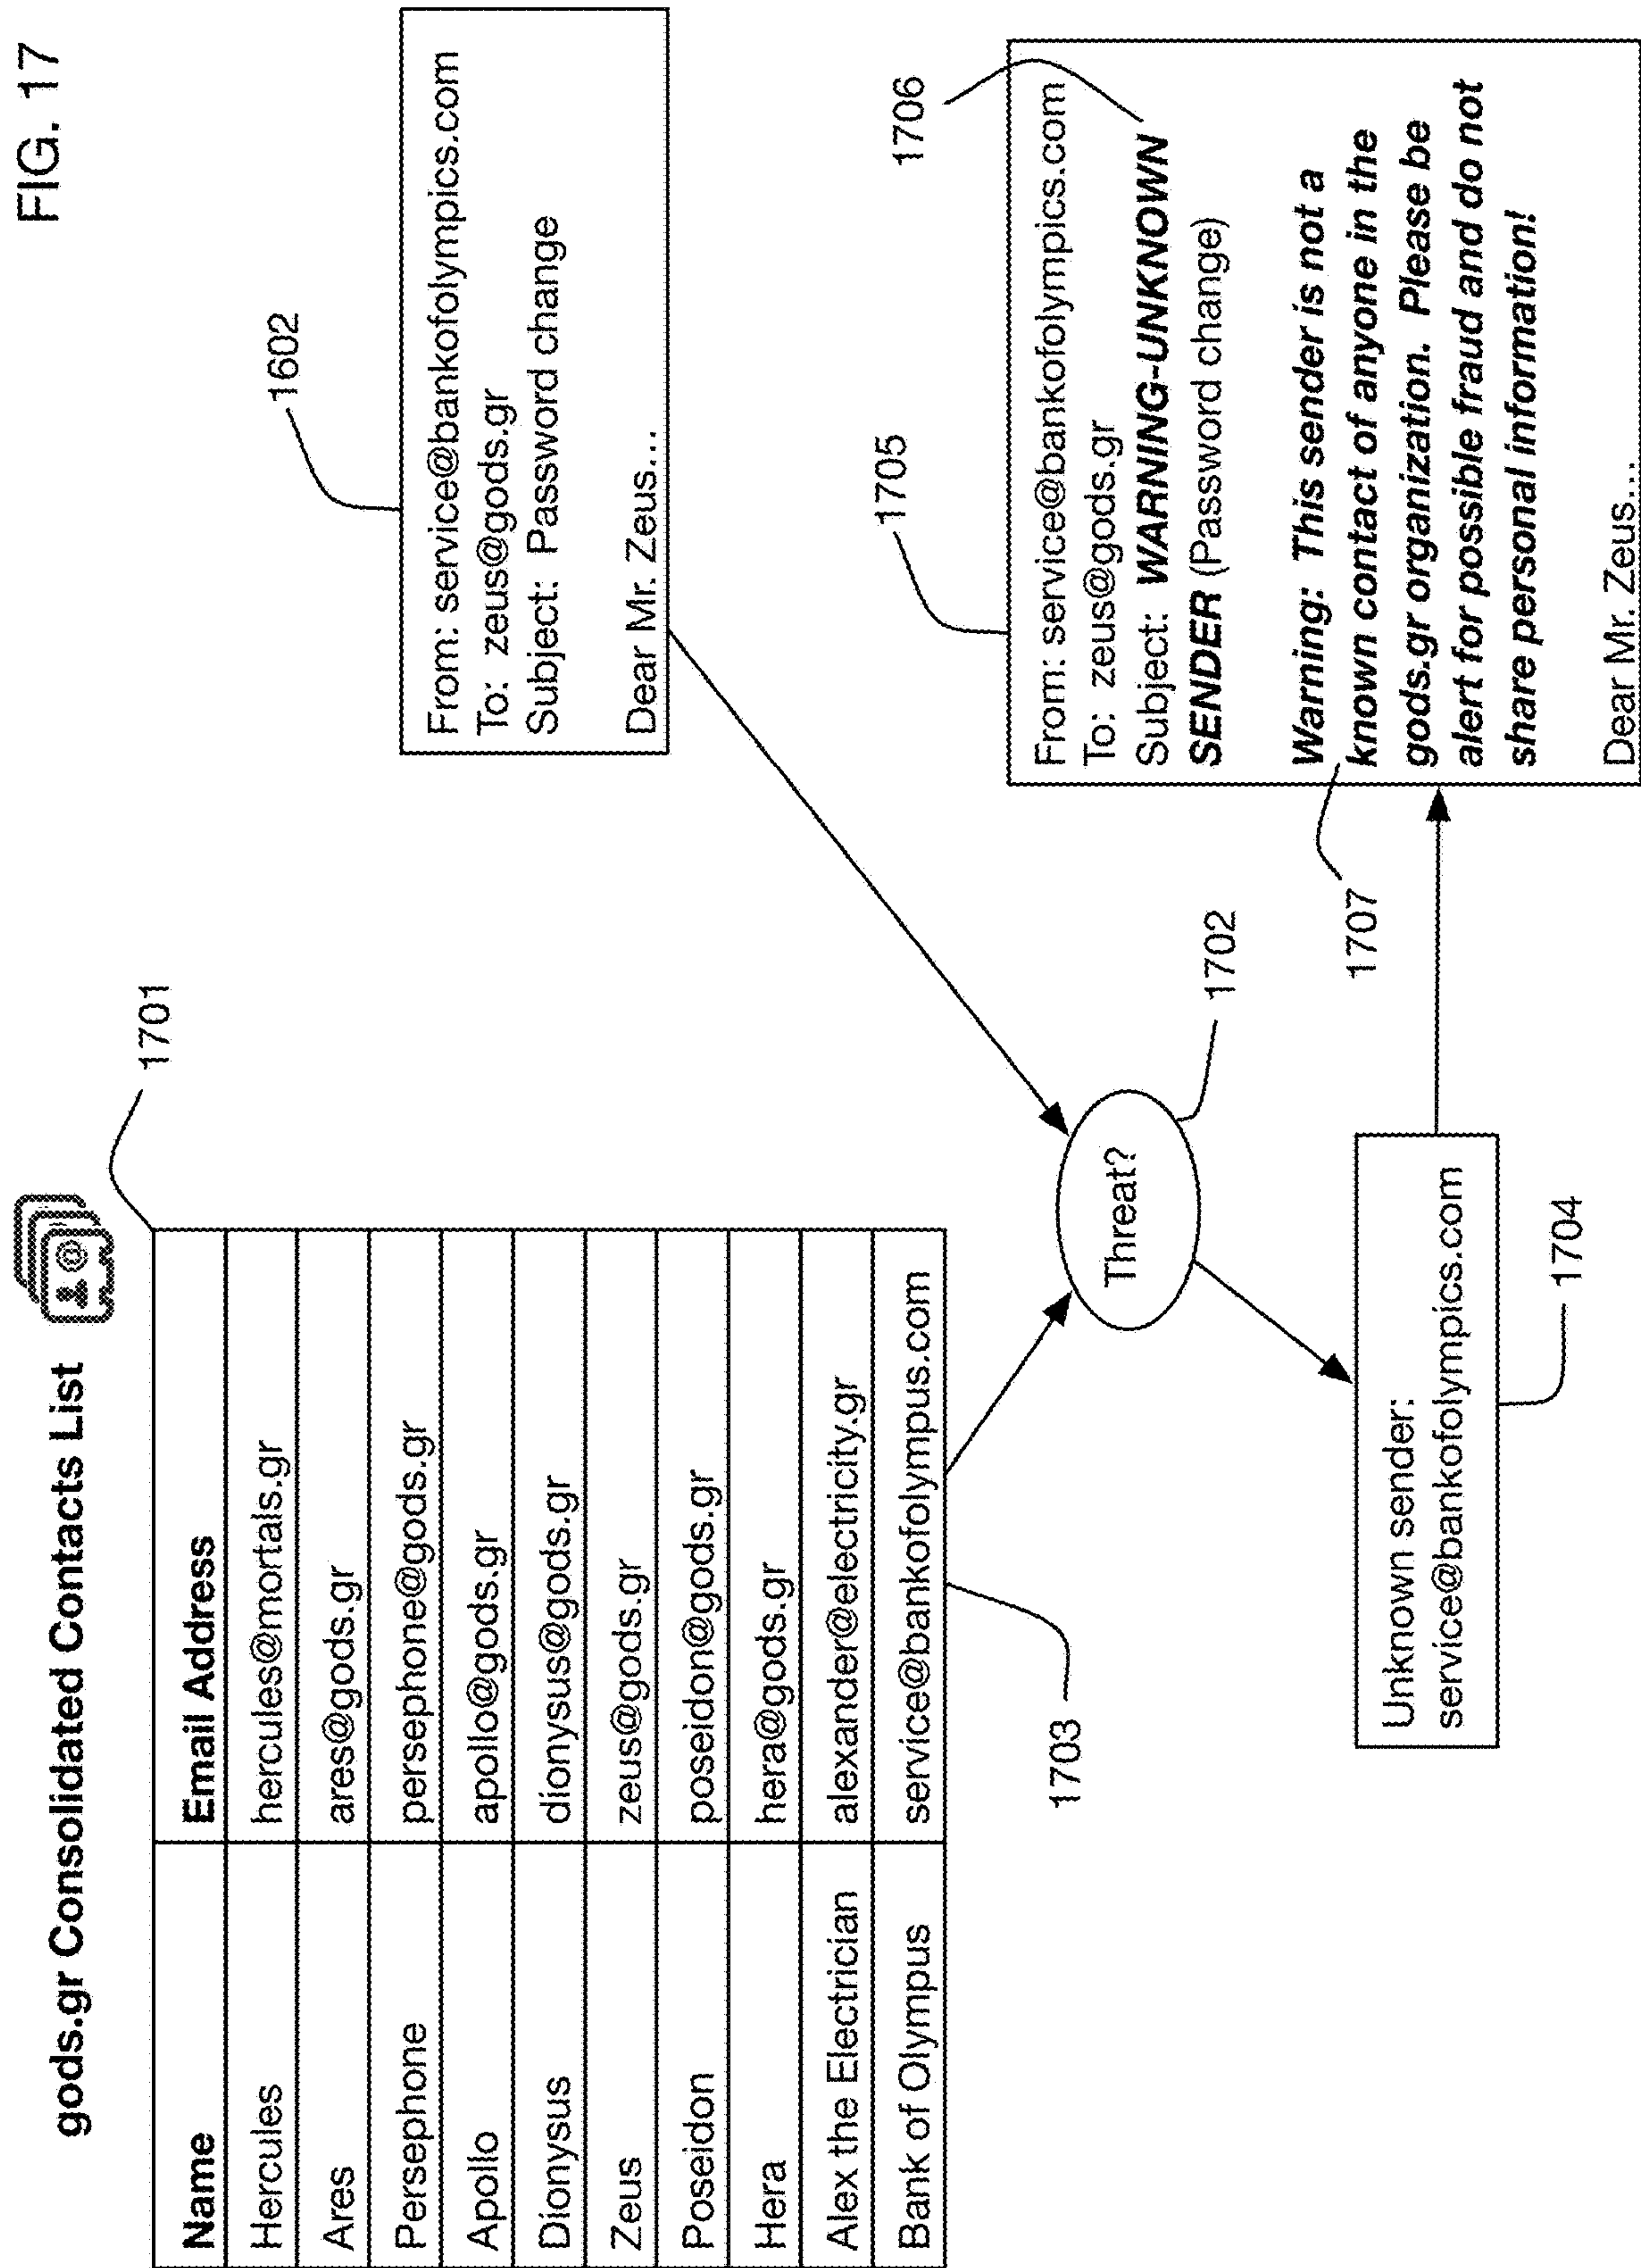 FIG. 17
gods.gr Consolidated Contacts List
@
1701
Name Email Address
Hercules hercules@mortals.gr
Ares ares@gods.gr
Persephone persephone@gods.gr
Apollo apollo@gods.gr
Dionysus dionysus@gods.gr
Zeus zeus@gods.gr
Poseidon poseidon@gods.gr
Hera hera@gods.gr
Alex the Electrician alexander@electricity.gr
Bank of Olympus service@bankofolympus.com
1703
1602
From: service@bankofolympics.com
To: zeus@gods.gr
Subject: Password change
Dear Mr. Zeus...
Threat?
1702
Unknown sender:
service@bankofolympics.com
1704
1705
1706
From: service@bankofolympics.com
To: zeus@gods.gr
Subject: WARNING-UNKNOWN
SENDER (Password change)
Warning: This sender is not a
known contact of anyone in the
gods.gr organization. Please be
alert for possible fraud and do not
share personal information!
Dear Mr. Zeus...
1707